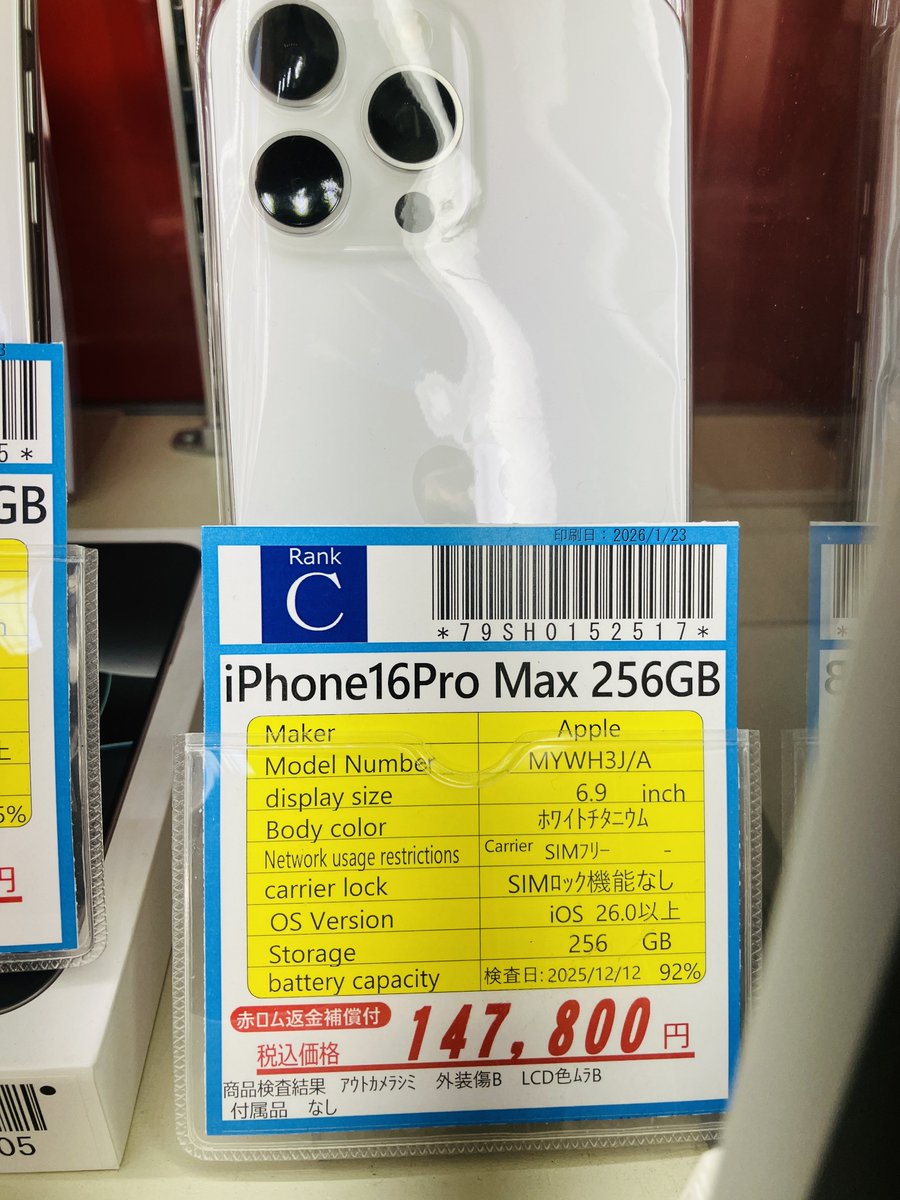 印刷日：2026/1/23
Rank
C
*79SH0152517*
iPhone16Pro Max 256GB
Maker Apple
Model Number MYWH3J/A
display size 6.9 inch
Body color ﾎﾜｲﾄﾁﾀﾆｳﾑ
Network usage restrictions Carrier SIMﾌﾘｰ -
carrier lock SIMﾛｯｸ機能なし
OS Version iOS 26.0以上
Storage 256 GB
battery capacity 検査日:2025/12/12 92%
赤ロム返金補償付
税込価格 147,800円
商品検査結果 ｱｳﾄｶﾒﾗｼﾐ 外装傷B LCD色ﾑﾗB
付属品 なし
5*
GB
上
5%
円
05